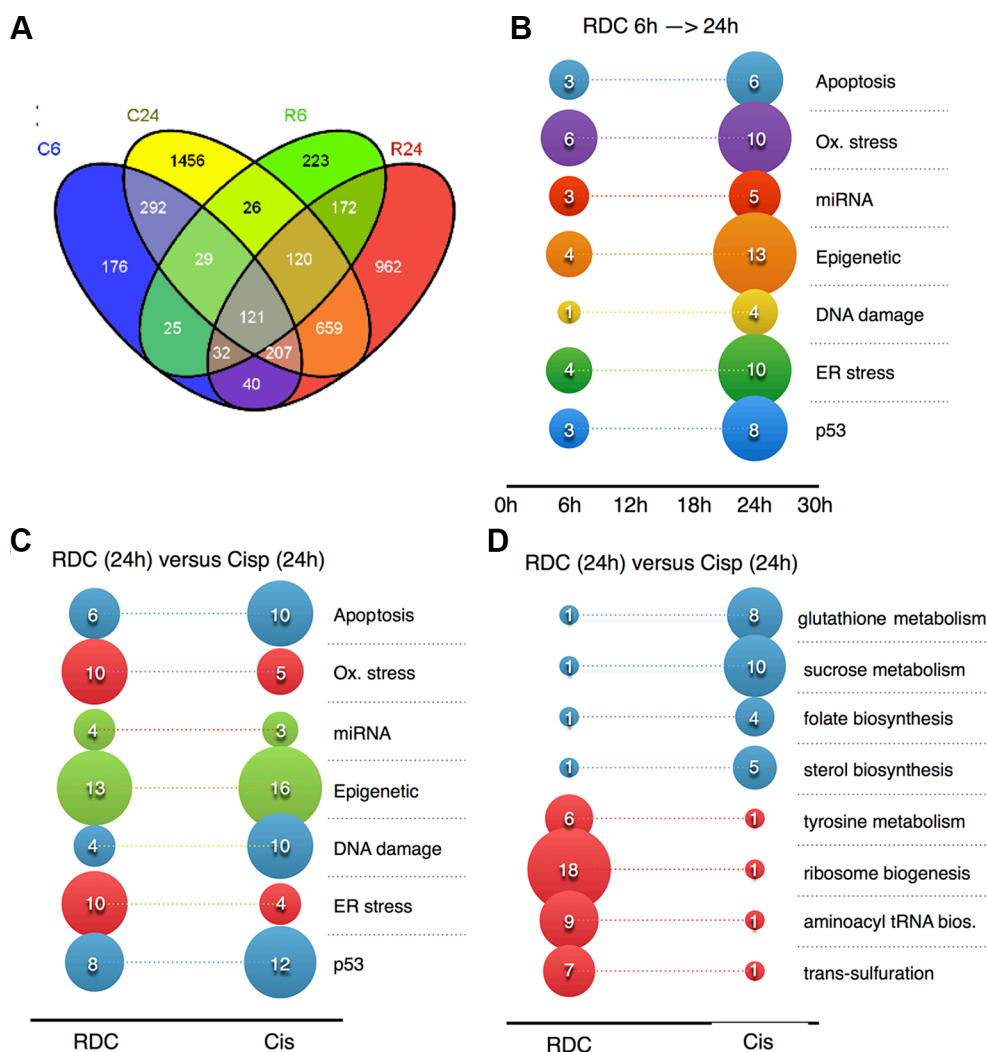 A
C24
R6
C6
R24
1456
223
292
26
172
176
29
120
962
25
121
659
32
207
40
B
RDC 6h —> 24h
3 6 Apoptosis
6 10 Ox. stress
3 5 miRNA
4 13 Epigenetic
1 4 DNA damage
4 10 ER stress
3 8 p53
0h 6h 12h 18h 24h 30h
C
RDC (24h) versus Cisp (24h)
6 10 Apoptosis
10 5 Ox. stress
4 3 miRNA
13 16 Epigenetic
4 10 DNA damage
10 4 ER stress
8 12 p53
RDC Cis
D
RDC (24h) versus Cisp (24h)
1 8 glutathione metabolism
1 10 sucrose metabolism
1 4 folate biosynthesis
1 5 sterol biosynthesis
6 1 tyrosine metabolism
18 1 ribosome biogenesis
9 1 aminoacyl tRNA bios.
7 1 trans-sulfuration
RDC Cis